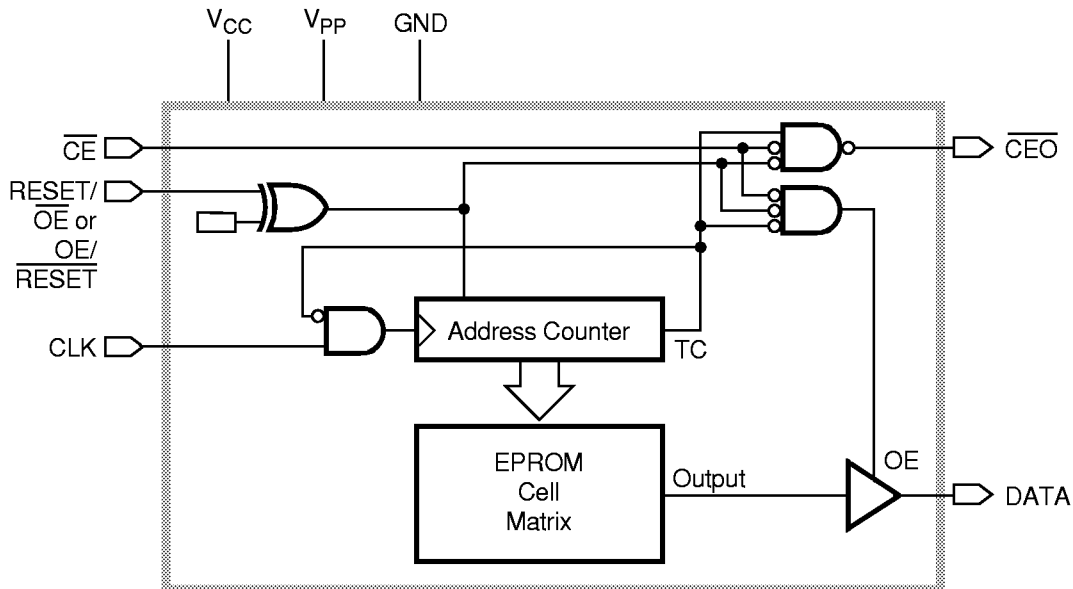 VCC
VPP
GND
CE
CEO
RESET/
OE or
OE/
RESET
CLK
Address Counter
TC
EPROM
Cell
Matrix
Output
OE
DATA